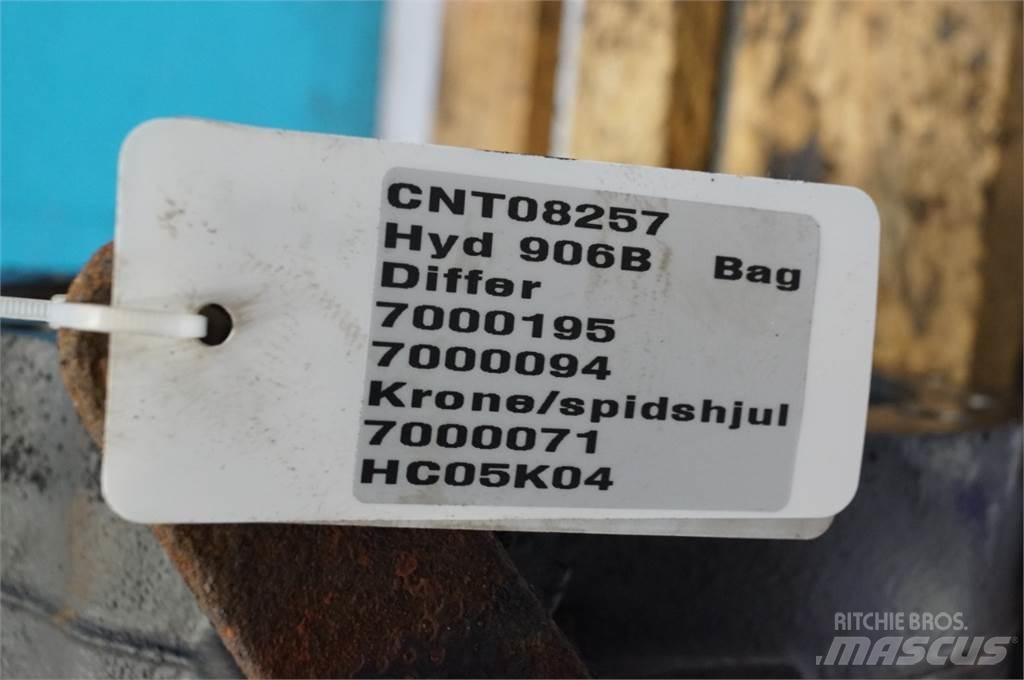 CNT08257
Hyd 906B Bag
Differ
7000195
7000094
Krone/spidshjul
7000071
HC05K04
RITCHIE BROS.
MASCUS